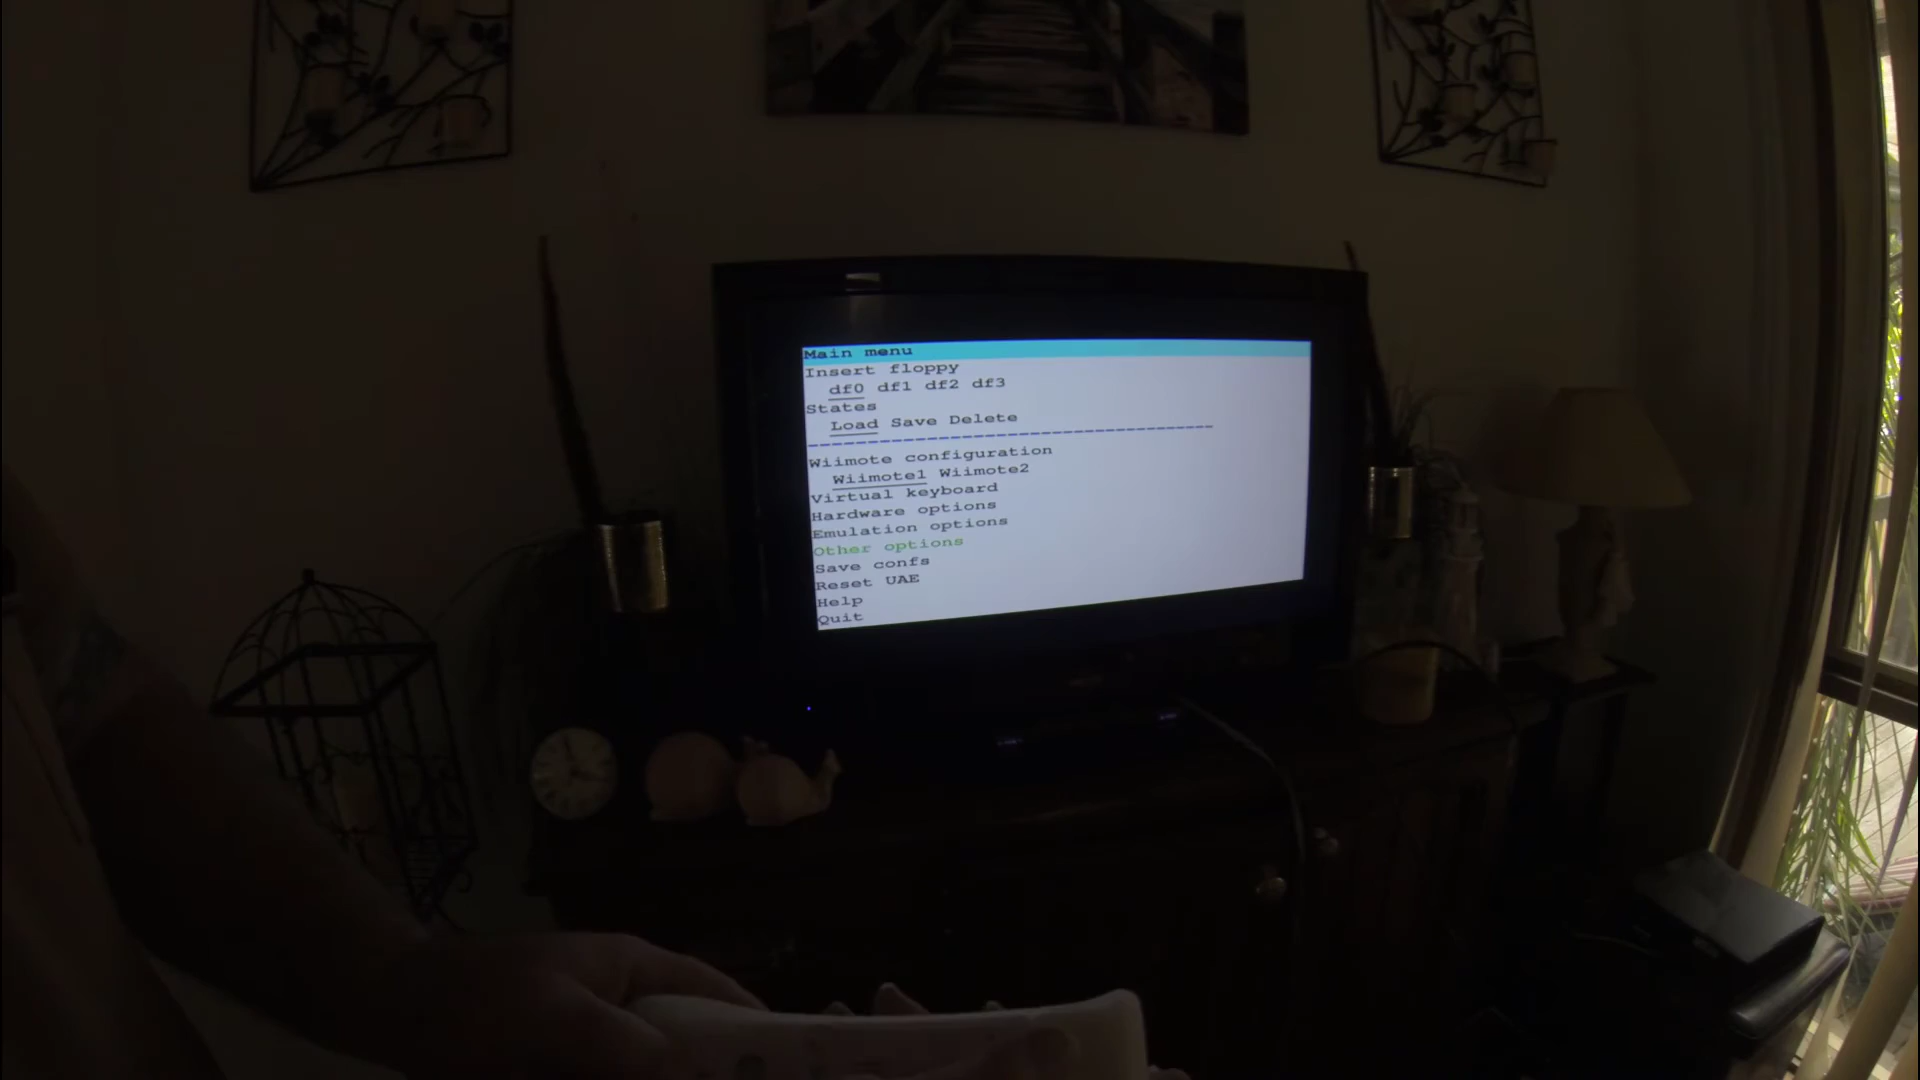 Main menu
Insert floppy
df0 df1 df2 df3
States
Load Save Delete
Wiimote configuration
Wiimote1 Wiimote2
Virtual keyboard
Hardware options
Emulation options
Other options
Save confs
Reset UAE
Help
Quit